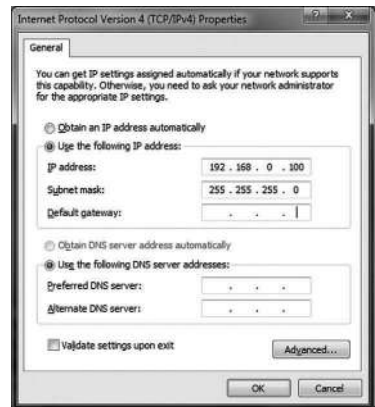 Internet Protocol Version 4 (TCP/IPv4) Properties
General
You can get IP settings assigned automatically if your network supports
this capability. Otherwise, you need to ask your network administrator
for the appropriate IP settings.
Obtain an IP address automatically
Use the following IP address:
IP address: 192 . 168 . 0 . 100
Subnet mask: 255 . 255 . 255 . 0
Default gateway: . . .
Obtain DNS server address automatically
Use the following DNS server addresses:
Preferred DNS server: . . .
Alternate DNS server: . . .
Validate settings upon exit
Advanced...
OK Cancel